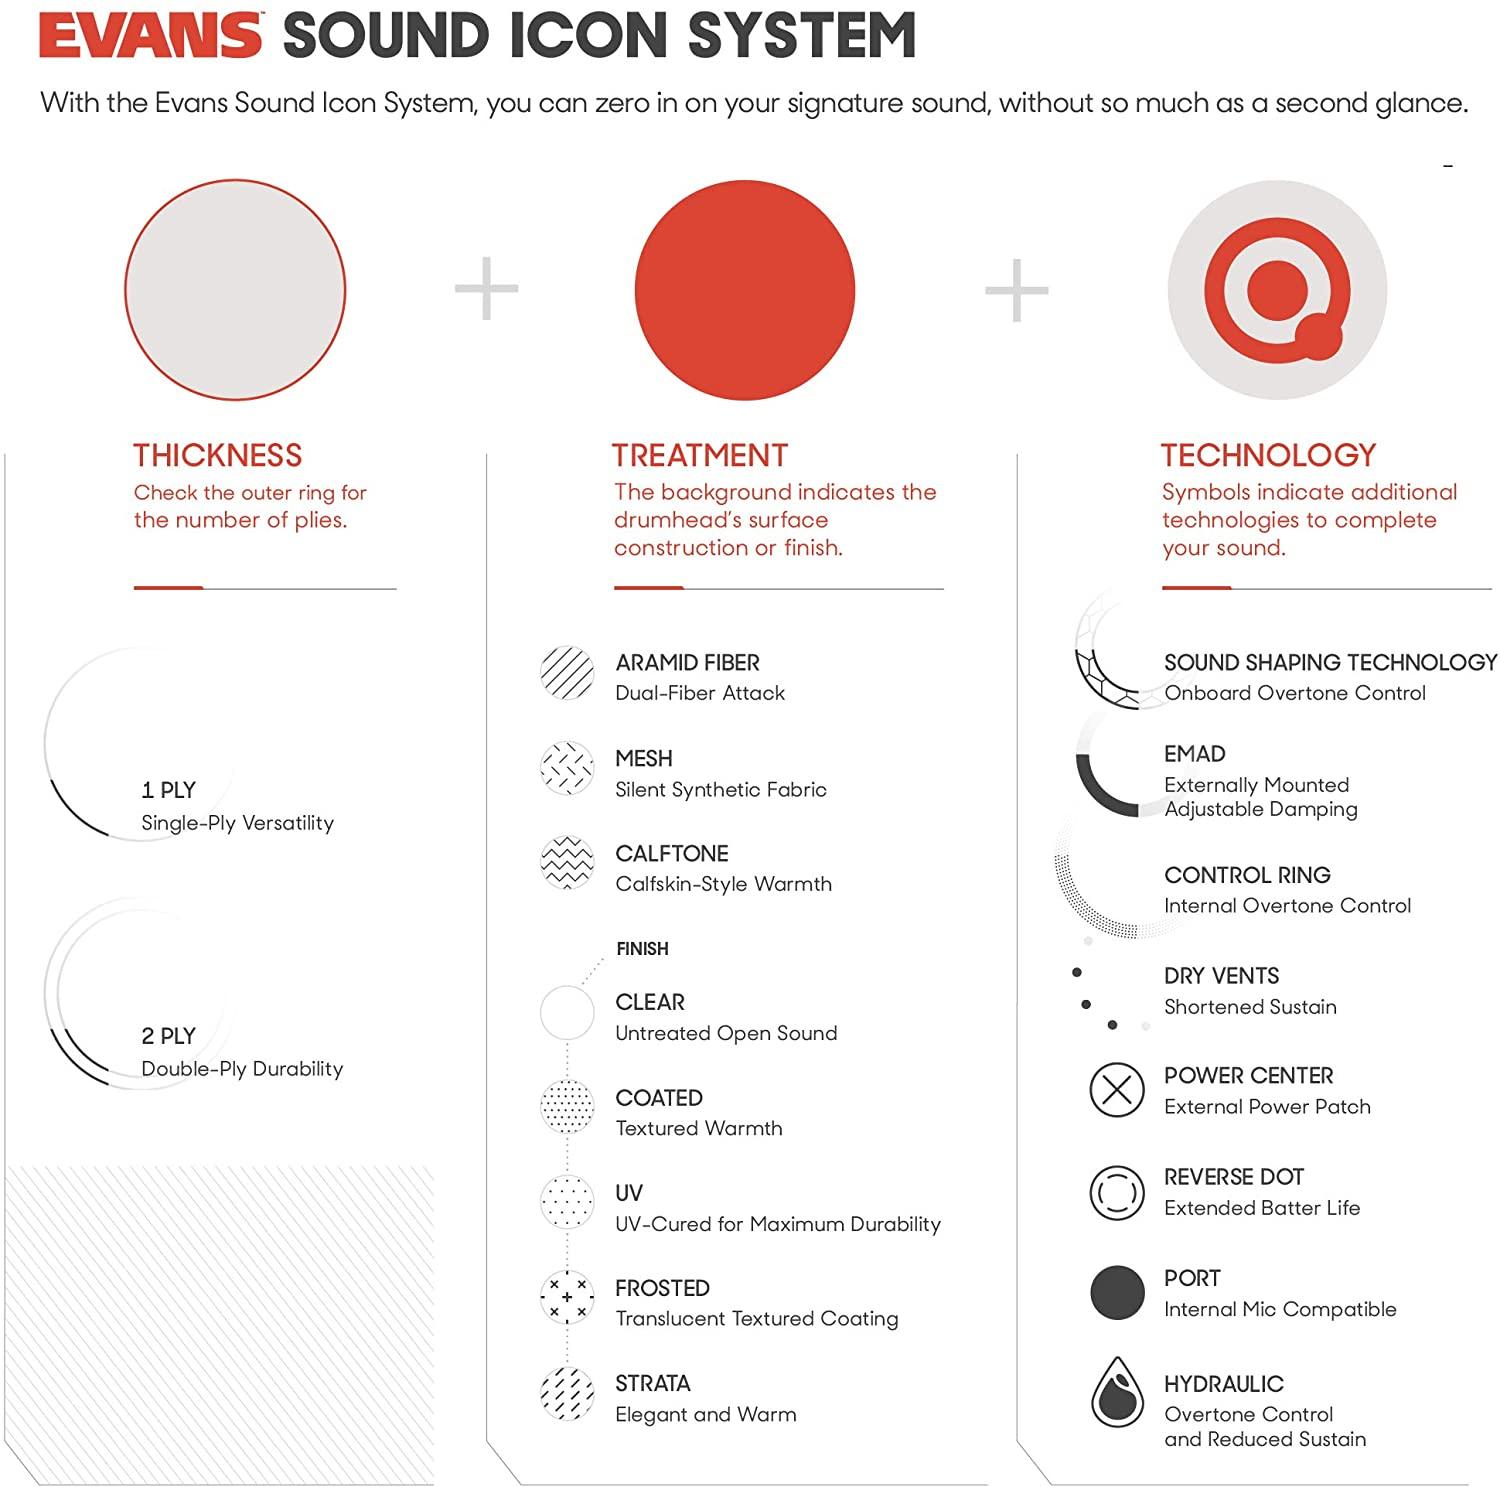 EVANS™ SOUND ICON SYSTEM
With the Evans Sound Icon System, you can zero in on your signature sound, without so much as a second glance.
THICKNESS
Check the outer ring for
the number of plies.
1 PLY
Single-Ply Versatility
2 PLY
Double-Ply Durability
TREATMENT
The background indicates the
drumhead's surface
construction or finish.
ARAMID FIBER
Dual-Fiber Attack
MESH
Silent Synthetic Fabric
CALFTONE
Calfskin-Style Warmth
FINISH
CLEAR
Untreated Open Sound
COATED
Textured Warmth
UV
UV-Cured for Maximum Durability
FROSTED
Translucent Textured Coating
STRATA
Elegant and Warm
TECHNOLOGY
Symbols indicate additional
technologies to complete
your sound.
SOUND SHAPING TECHNOLOGY
Onboard Overtone Control
EMAD
Externally Mounted
Adjustable Damping
CONTROL RING
Internal Overtone Control
DRY VENTS
Shortened Sustain
POWER CENTER
External Power Patch
REVERSE DOT
Extended Batter Life
PORT
Internal Mic Compatible
HYDRAULIC
Overtone Control
and Reduced Sustain